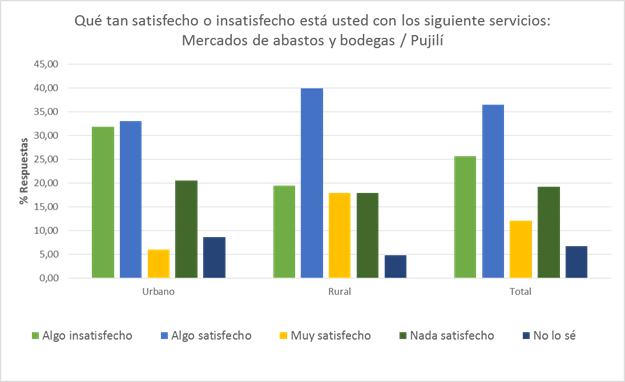 Qué tan satisfecho o insatisfecho está usted con los siguiente servicios:
Mercados de abastos y bodegas / Pujilí
% Respuestas
45,00
40,00
35,00
30,00
25,00
20,00
15,00
10,00
5,00
0,00
Urbano Rural Total
Algo insatisfecho Algo satisfecho Muy satisfecho Nada satisfecho No lo sé